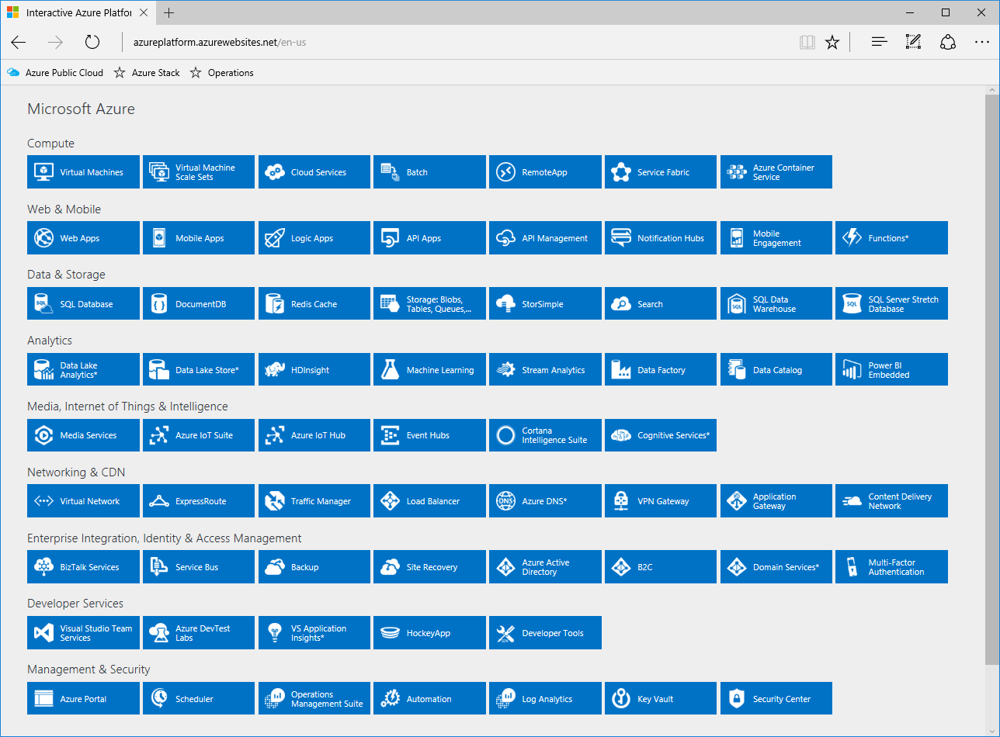 Interactive Azure Platfor
azureplatform.azurewebsites.net/en-us
Azure Public Cloud Azure Stack Operations
Microsoft Azure
Compute
Virtual Machines
Virtual Machine
Scale Sets
Cloud Services
Batch
RemoteApp
Service Fabric
Azure Container
Service
Web & Mobile
Web Apps
Mobile Apps
Logic Apps
API Apps
API Management
Notification Hubs
Mobile
Engagement
Functions*
Data & Storage
SQL
SQL Database
DocumentDB
Redis Cache
Storage: Blobs,
Tables, Queues,...
StorSimple
Search
SQL
SQL Data
Warehouse
SQL
SQL Server Stretch
Database
Analytics
Data Lake
Analytics*
Data Lake Store*
HDInsight
Machine Learning
Stream Analytics
Data Factory
Data Catalog
Power BI
Embedded
Media, Internet of Things & Intelligence
Media Services
Azure IoT Suite
Azure IoT Hub
Event Hubs
Cortana
Intelligence Suite
Cognitive Services*
Networking & CDN
Virtual Network
ExpressRoute
Traffic Manager
Load Balancer
DNS
Azure DNS*
VPN Gateway
Application
Gateway
Content Delivery
Network
Enterprise Integration, Identity & Access Management
BizTalk Services
Service Bus
Backup
Site Recovery
Azure Active
Directory
B2C
Domain Services*
Multi-Factor
Authentication
Developer Services
Visual Studio Team
Services
Azure DevTest
Labs
VS Application
Insights*
HockeyApp
SDK
Developer Tools
Management & Security
Azure Portal
Scheduler
Operations
Management Suite
Automation
Log Analytics
Key Vault
Security Center